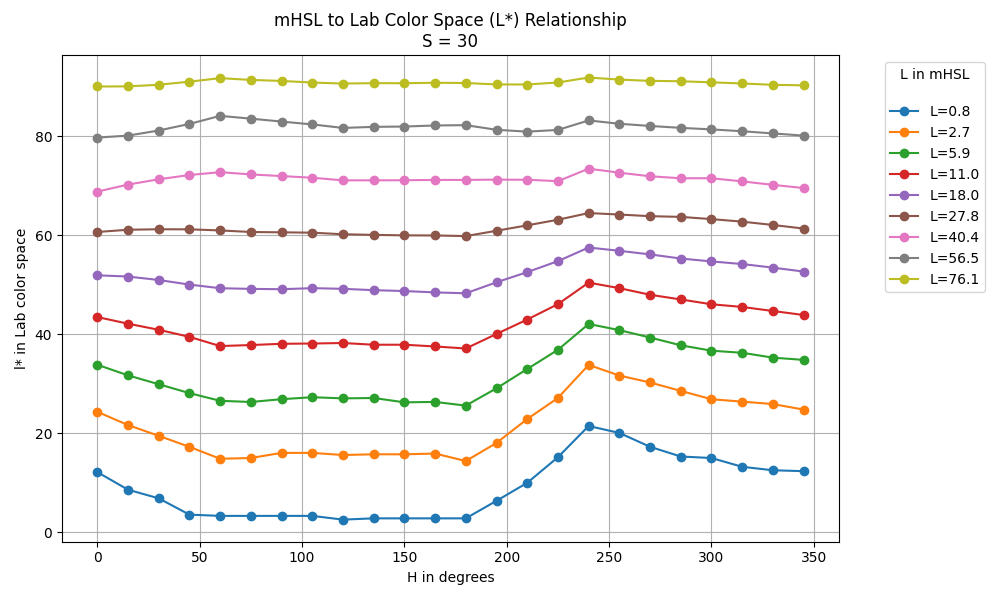 mHSL to Lab Color Space (L*) Relationship
S = 30
l* in Lab color space
80
60
40
20
0
0 50 100 150 200 250 300 350
H in degrees
L in mHSL
L=0.8
L=2.7
L=5.9
L=11.0
L=18.0
L=27.8
L=40.4
L=56.5
L=76.1